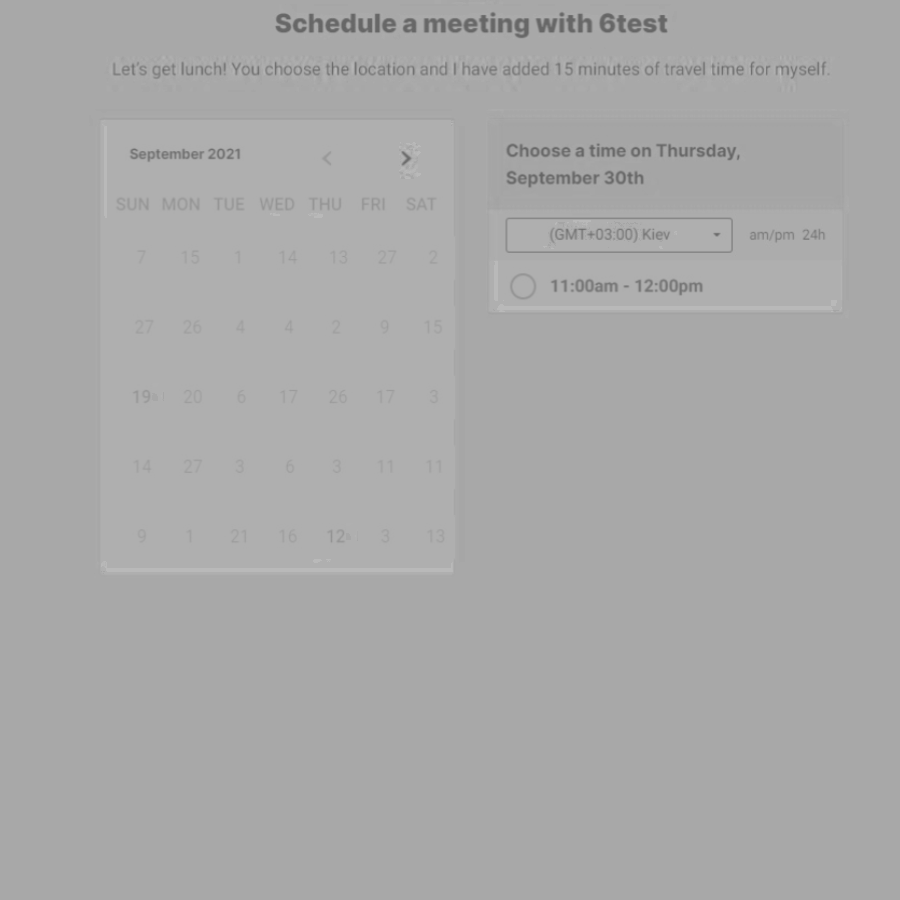 Schedule a meeting with 6test
Let's get lunch! You choose the location and I have added 15 minutes of travel time for myself.
September 2021
SUN MON TUE WED THU FRI SAT
7 15 1 14 13 27 2
27 26 4 4 2 9 15
19 20 6 17 26 17 3
14 27 3 6 3 11 11
9 1 21 16 12 3 13
Choose a time on Thursday,
September 30th
(GMT+03:00) Kiev am/pm 24h
11:00am - 12:00pm